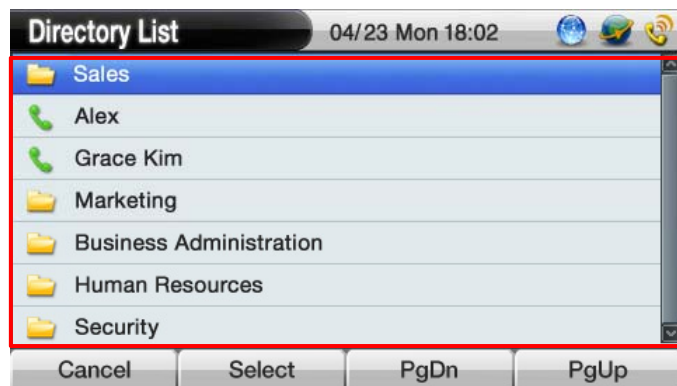 Directory List 04/23 Mon 18:02
Sales
Alex
Grace Kim
Marketing
Business Administration
Human Resources
Security
Cancel Select PgDn PgUp